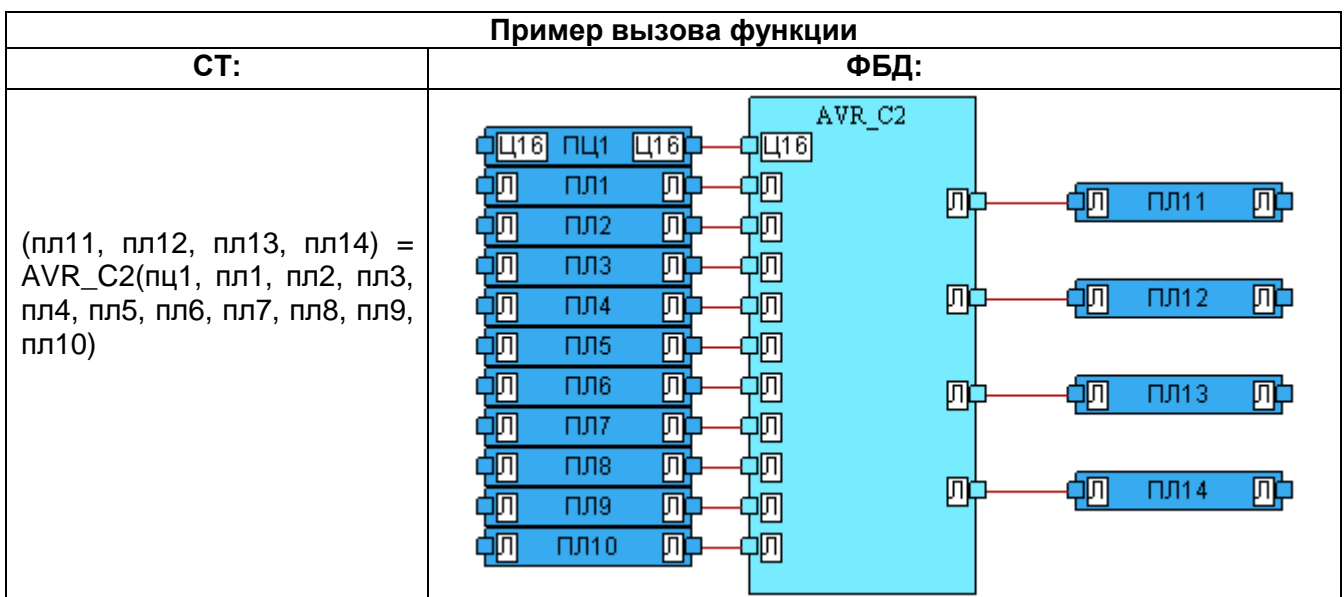 Пример вызова функции
СТ:
ФБД:
(пл11, пл12, пл13, пл14) =
AVR_C2(пц1, пл1, пл2, пл3,
пл4, пл5, пл6, пл7, пл8, пл9,
пл10)
AVR_C2
Ц16 ПЦ1 Ц16 Ц16
Л ПЛ1 Л Л
Л Л ПЛ11 Л
Л ПЛ2 Л Л
Л ПЛ3 Л Л
Л ПЛ4 Л Л
Л Л ПЛ12 Л
Л ПЛ5 Л Л
Л ПЛ6 Л Л
Л Л ПЛ13 Л
Л ПЛ7 Л Л
Л ПЛ8 Л Л
Л Л ПЛ14 Л
Л ПЛ9 Л Л
Л ПЛ10 Л Л